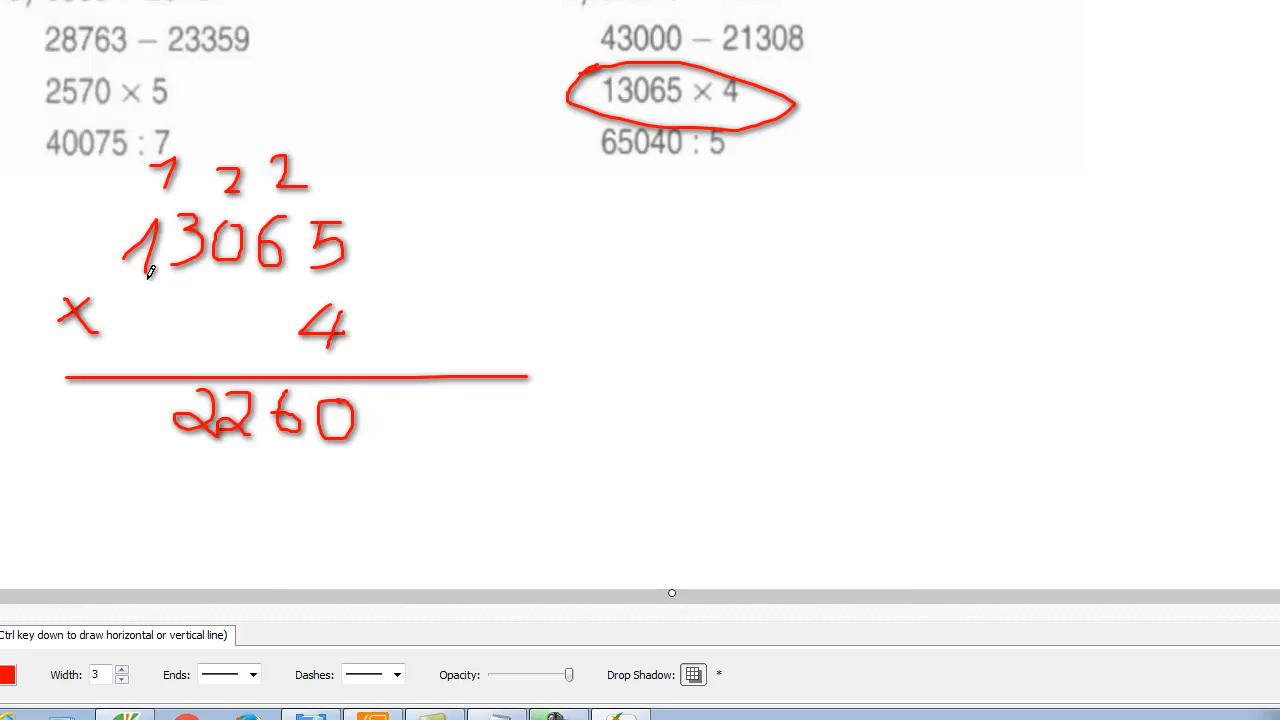 28763 − 23359
2570 × 5
40075 : 7
43000 − 21308
13065 × 4
65040 : 5
1 2 2
13065
×
4
2260
Ctrl key down to draw horizontal or vertical line)
Width: 3 Ends: Dashes: Opacity: Drop Shadow: *